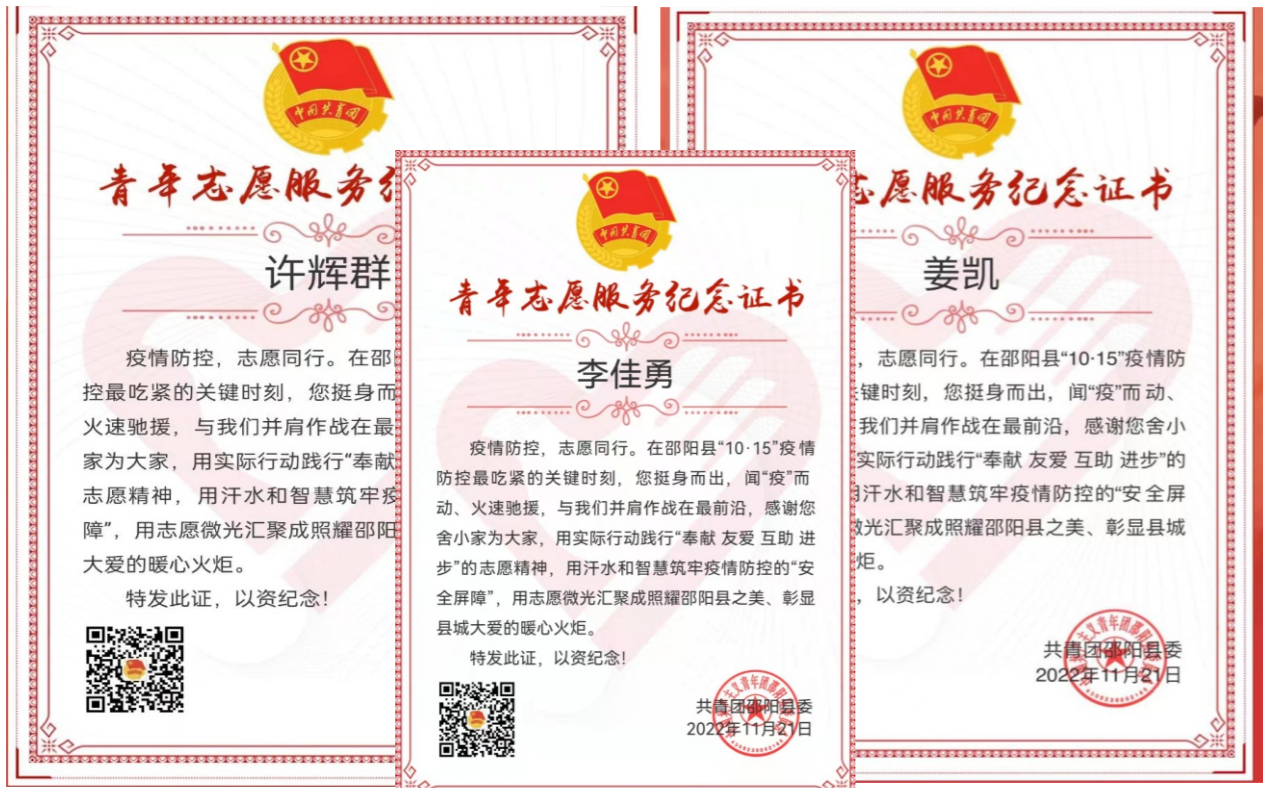 中国共青团
青年志愿服务纪
许辉群
疫情防控，志愿同行。在邵
控最吃紧的关键时刻，您挺身而
火速驰援，与我们并肩作战在最
家为大家，用实际行动践行“奉献
志愿精神，用汗水和智慧筑牢疫
障”，用志愿微光汇聚成照耀邵阳
大爱的暖心火炬。
特发此证，以资纪念！
中国共青团
青年志愿服务纪念证书
李佳勇
疫情防控，志愿同行。在邵阳县“10·15”疫情
防控最吃紧的关键时刻，您挺身而出，闻“疫”而
动、火速驰援，与我们并肩作战在最前沿，感谢您
舍小家为大家，用实际行动践行“奉献 友爱 互助 进
步”的志愿精神，用汗水和智慧筑牢疫情防控的“安
全屏障”，用志愿微光汇聚成照耀邵阳县之美、彰显
县城大爱的暖心火炬。
特发此证，以资纪念！
共青团邵阳县委
2022年11月21日
中国共青团
志愿服务纪念证书
姜凯
，志愿同行。在邵阳县“10·15”疫情防
键时刻，您挺身而出，闻“疫”而动、
我们并肩作战在最前沿，感谢您舍小
实际行动践行“奉献 友爱 互助 进步”的
汗水和智慧筑牢疫情防控的“安全屏
微光汇聚成照耀邵阳县之美、彰显县城
炬。
，以资纪念！
共青团邵阳县委
2022年11月21日